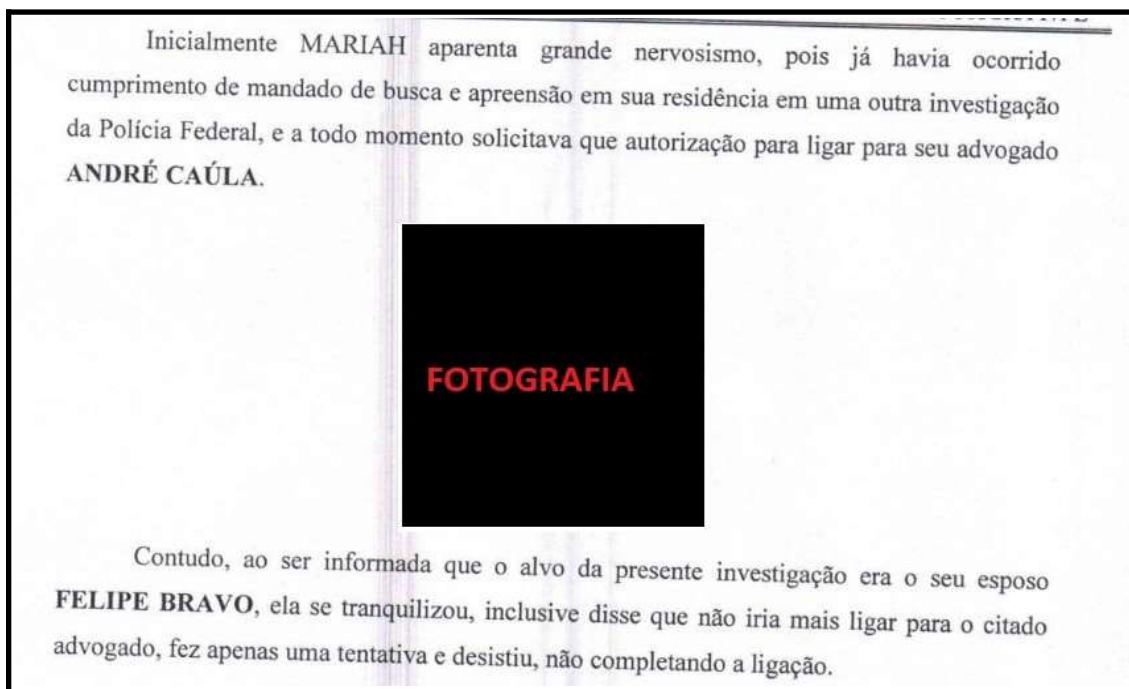 Inicialmente MARIAH aparenta grande nervosismo, pois já havia ocorrido
cumprimento de mandado de busca e apreensão em sua residência em uma outra investigação
da Polícia Federal, e a todo momento solicitava que autorização para ligar para seu advogado
ANDRÉ CAÚLA.
FOTOGRAFIA
Contudo, ao ser informada que o alvo da presente investigação era o seu esposo
FELIPE BRAVO, ela se tranquilizou, inclusive disse que não iria mais ligar para o citado
advogado, fez apenas uma tentativa e desistiu, não completando a ligação.